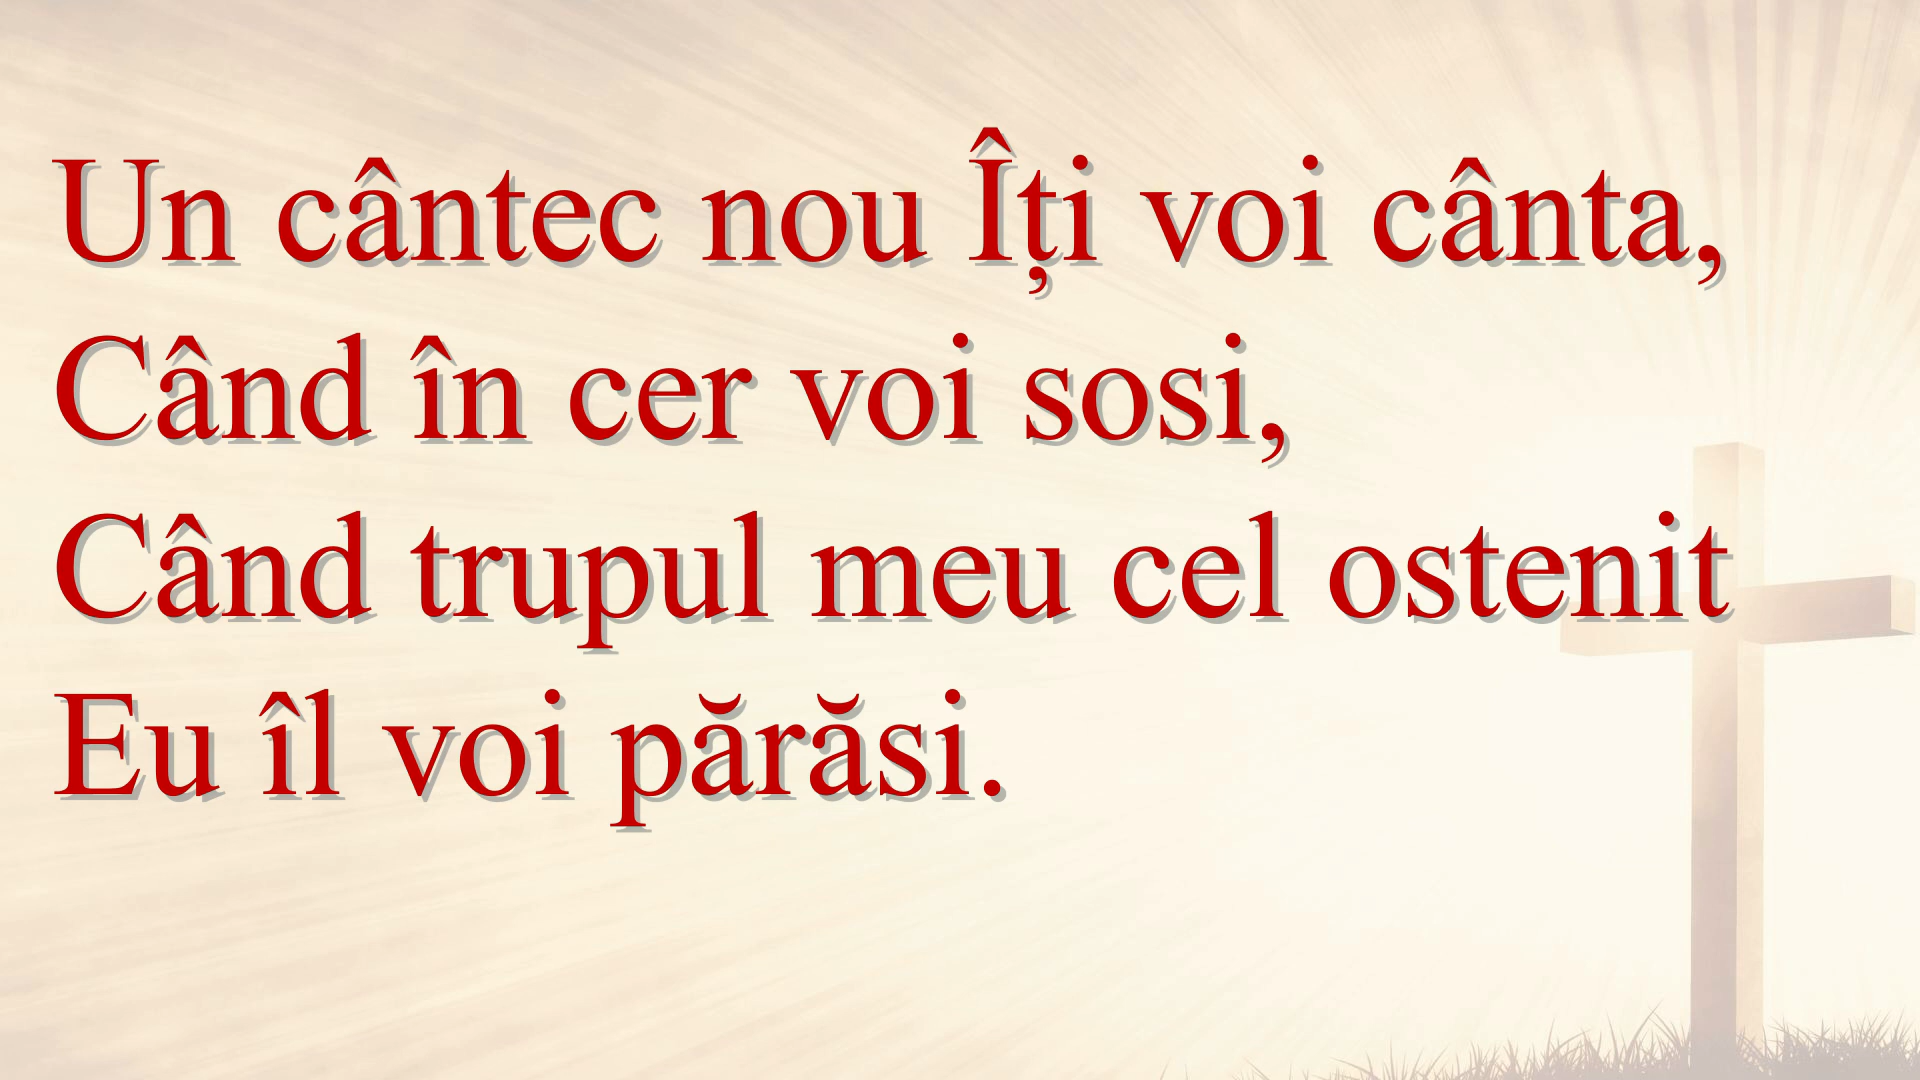 Un cântec nou Îți voi cânta,
Când în cer voi sosi,
Când trupul meu cel ostenit
Eu îl voi părăsi.